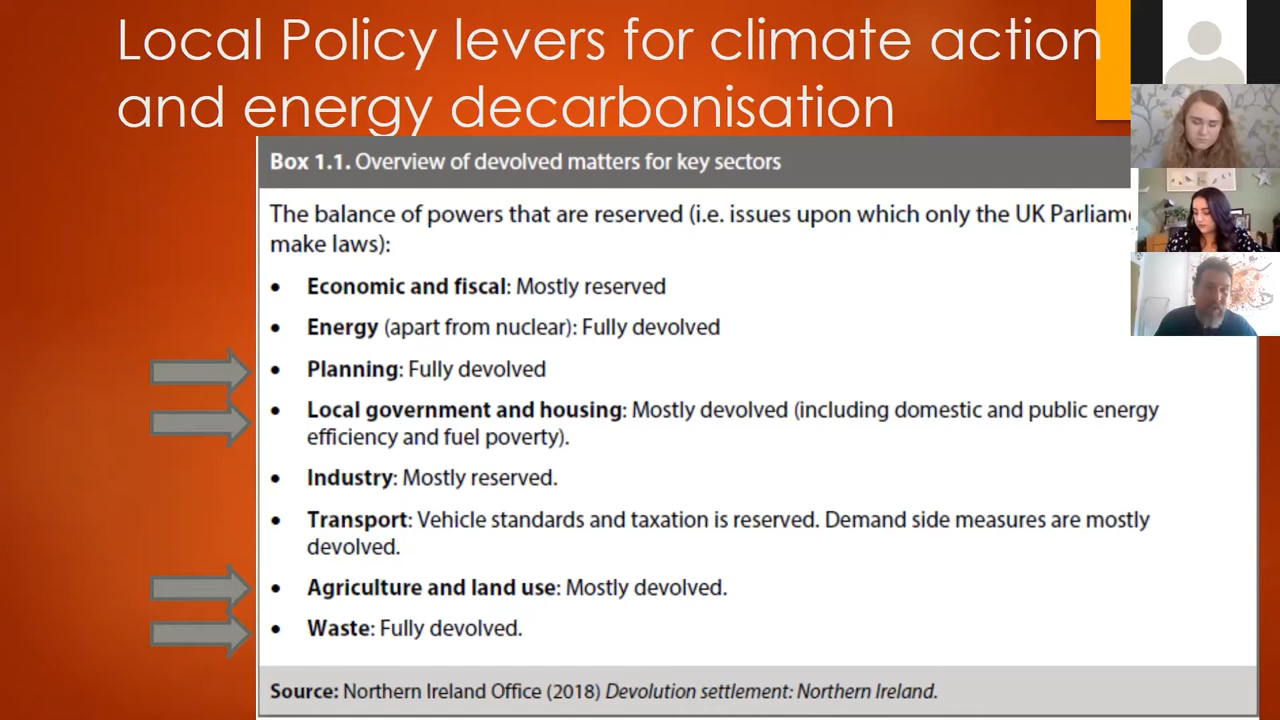 Local Policy levers for climate action
and energy decarbonisation
Box 1.1. Overview of devolved matters for key sectors
The balance of powers that are reserved (i.e. issues upon which only the UK
make laws):
• Economic and fiscal: Mostly reserved
• Energy (apart from nuclear): Fully devolved
• Planning: Fully devolved
• Local government and housing: Mostly devolved (including domestic and public energy
efficiency and fuel poverty).
• Industry: Mostly reserved.
• Transport: Vehicle standards and taxation is reserved. Demand side measures are mostly
devolved.
• Agriculture and land use: Mostly devolved.
• Waste: Fully devolved.
Source: Northern Ireland Office (2018) Devolution settlement: Northern Ireland.